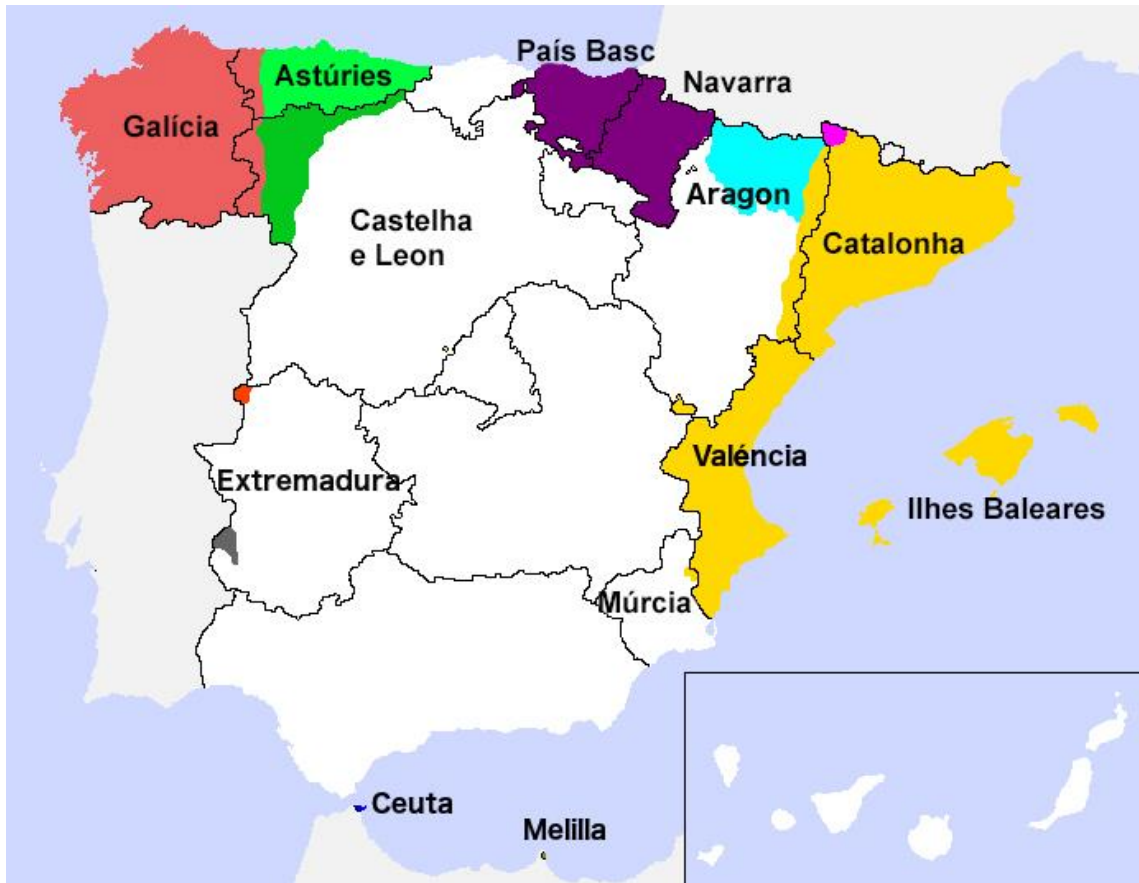 País Basc
Astúries
Navarra
Galícia
Aragon
Castelha
e Leon
Catalonha
Valéncia
Extremadura
Ilhes Baleares
Múrcia
Ceuta
Melilla